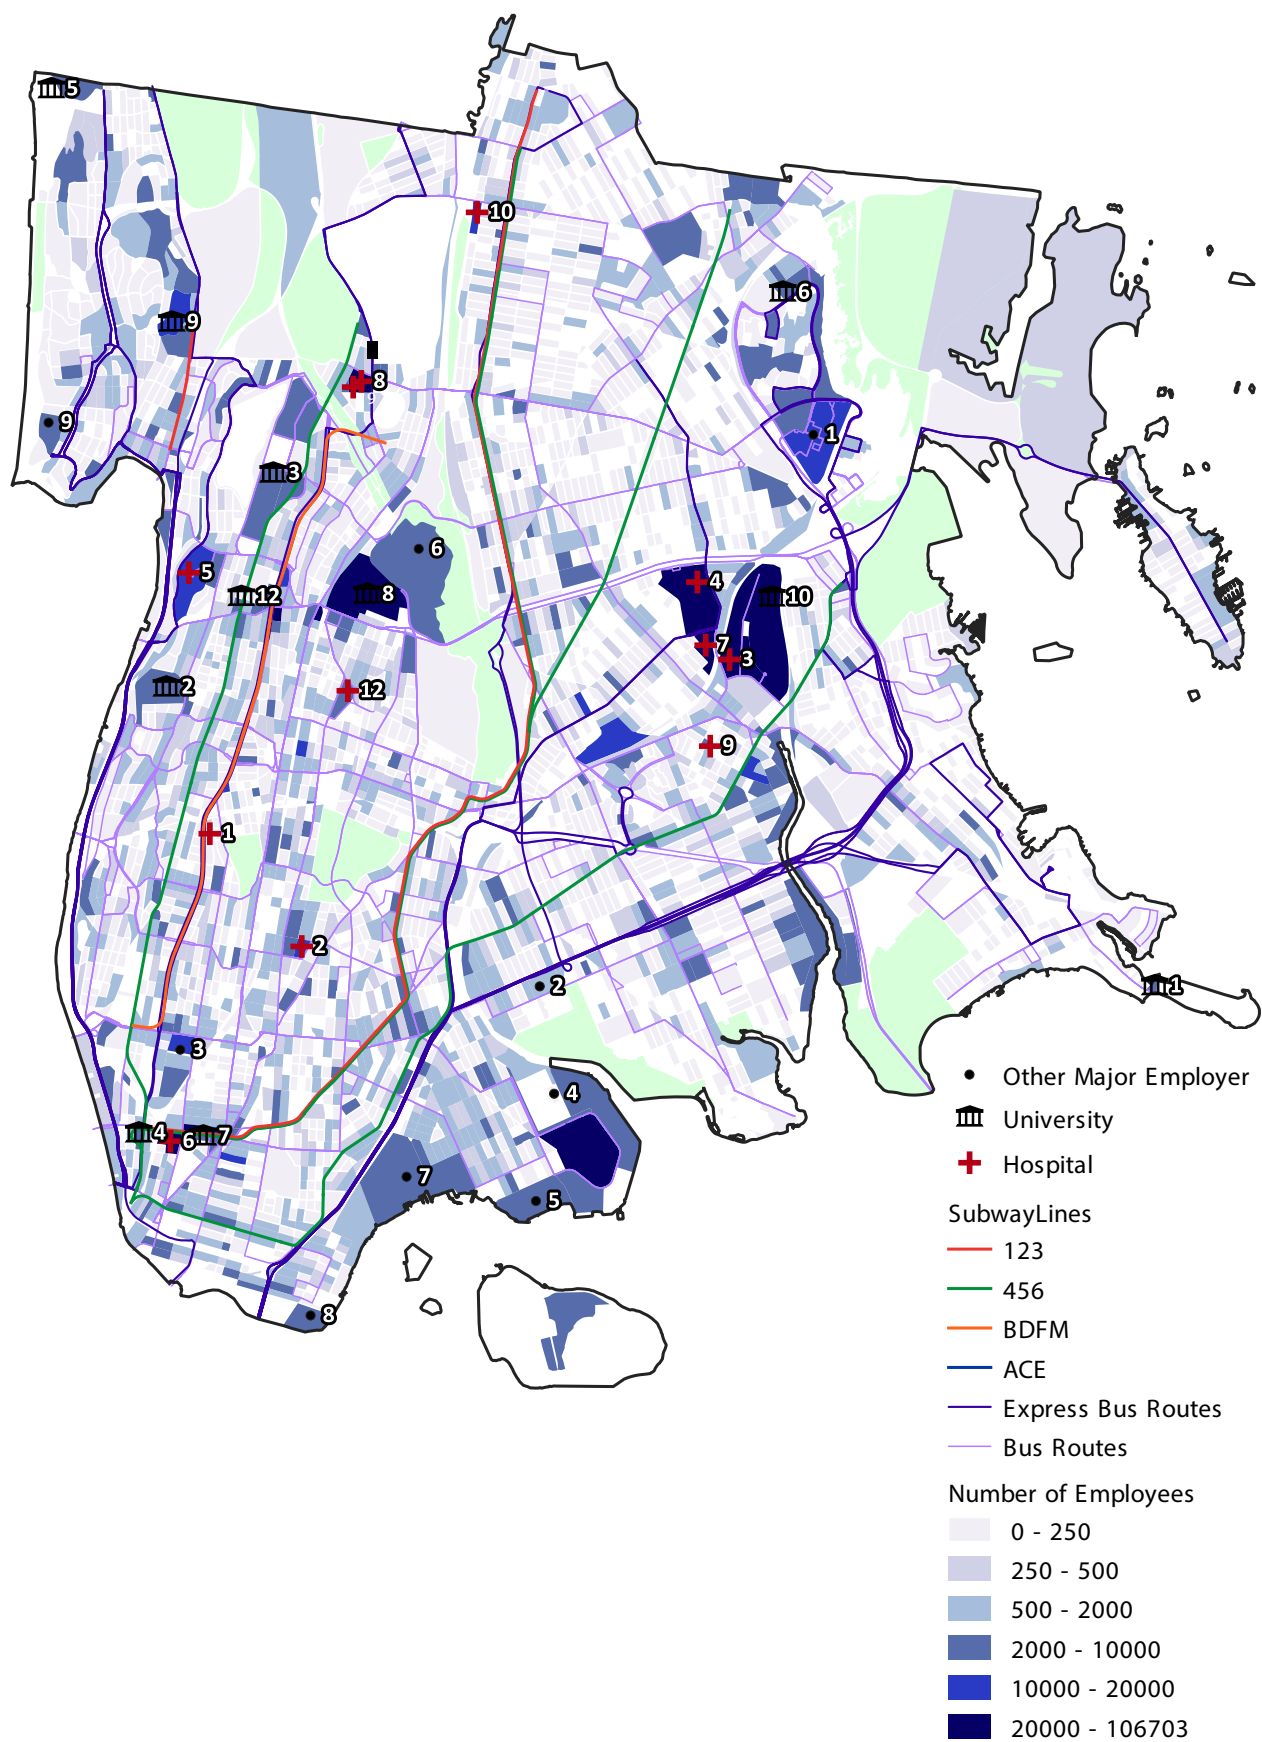 5
10
6
9
8
9
9
1
3
6
5
12
8
4
10
7
3
2
12
9
1
2
2
1
3
4
4
6
7
7
5
8
Other Major Employer
University
Hospital
SubwayLines
123
456
BDFM
ACE
Express Bus Routes
Bus Routes
Number of Employees
0 - 250
250 - 500
500 - 2000
2000 - 10000
10000 - 20000
20000 - 106703